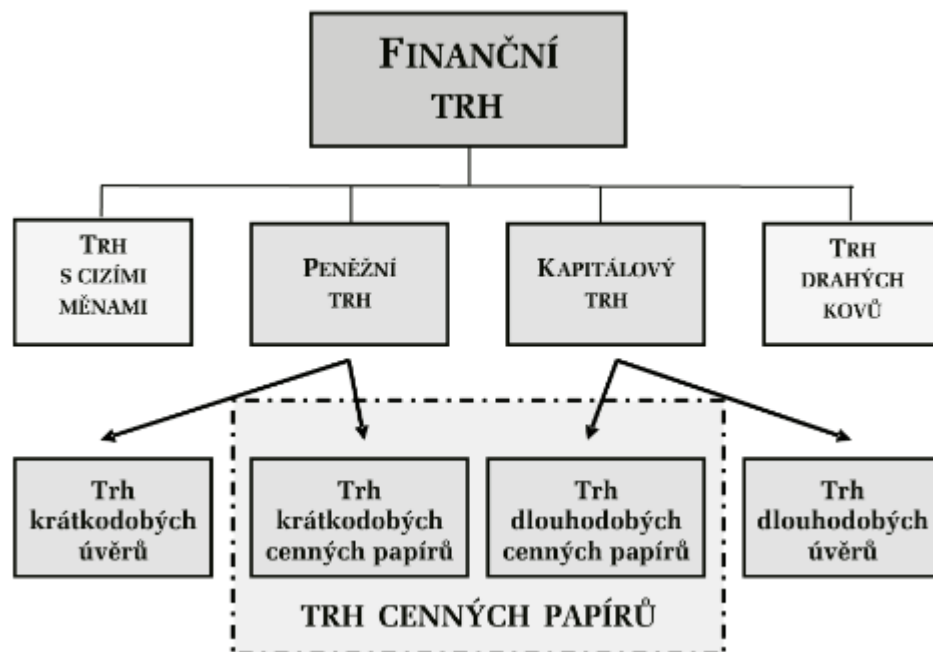 FINANČNÍ
TRH
TRH
S CIZÍMI
MĚNAMI
PENĚŽNÍ
TRH
KAPITÁLOVÝ
TRH
TRH
DRAHÝCH
KOVŮ
Trh
krátkodobých
úvěrů
Trh
krátkodobých
cenných papírů
Trh
dlouhodobých
cenných papírů
Trh
dlouhodobých
úvěrů
TRH CENNÝCH PAPÍRŮ